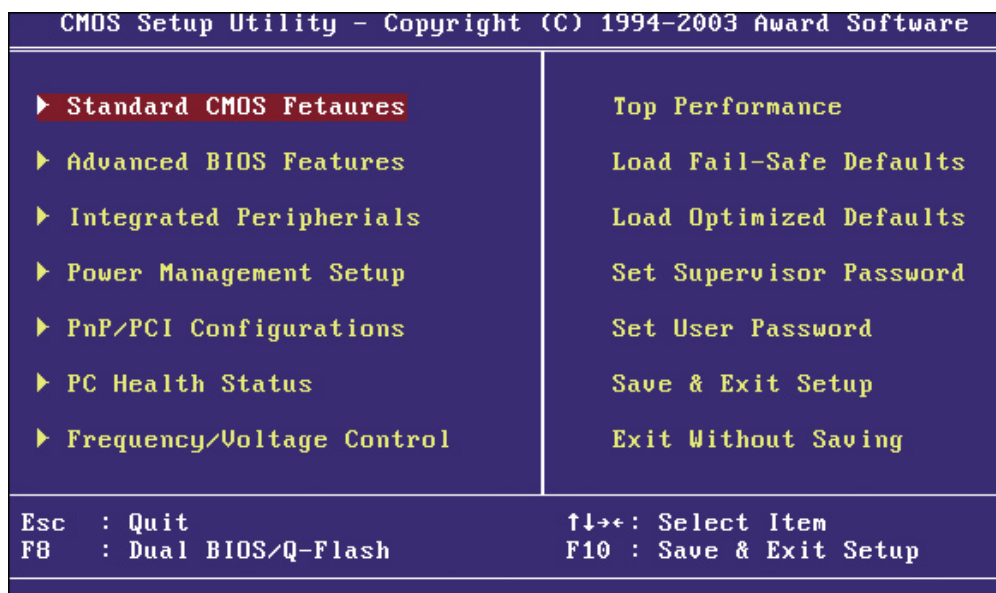 CMOS Setup Utility - Copyright (C) 1994-2003 Award Software
Standard CMOS Fetaures
Advanced BIOS Features
Integrated Peripherials
Power Management Setup
PnP/PCI Configurations
PC Health Status
Frequency/Voltage Control
Top Performance
Load Fail-Safe Defaults
Load Optimized Defaults
Set Supervisor Password
Set User Password
Save & Exit Setup
Exit Without Saving
Esc : Quit
F8 : Dual BIOS/Q-Flash
↑↓→←: Select Item
F10 : Save & Exit Setup